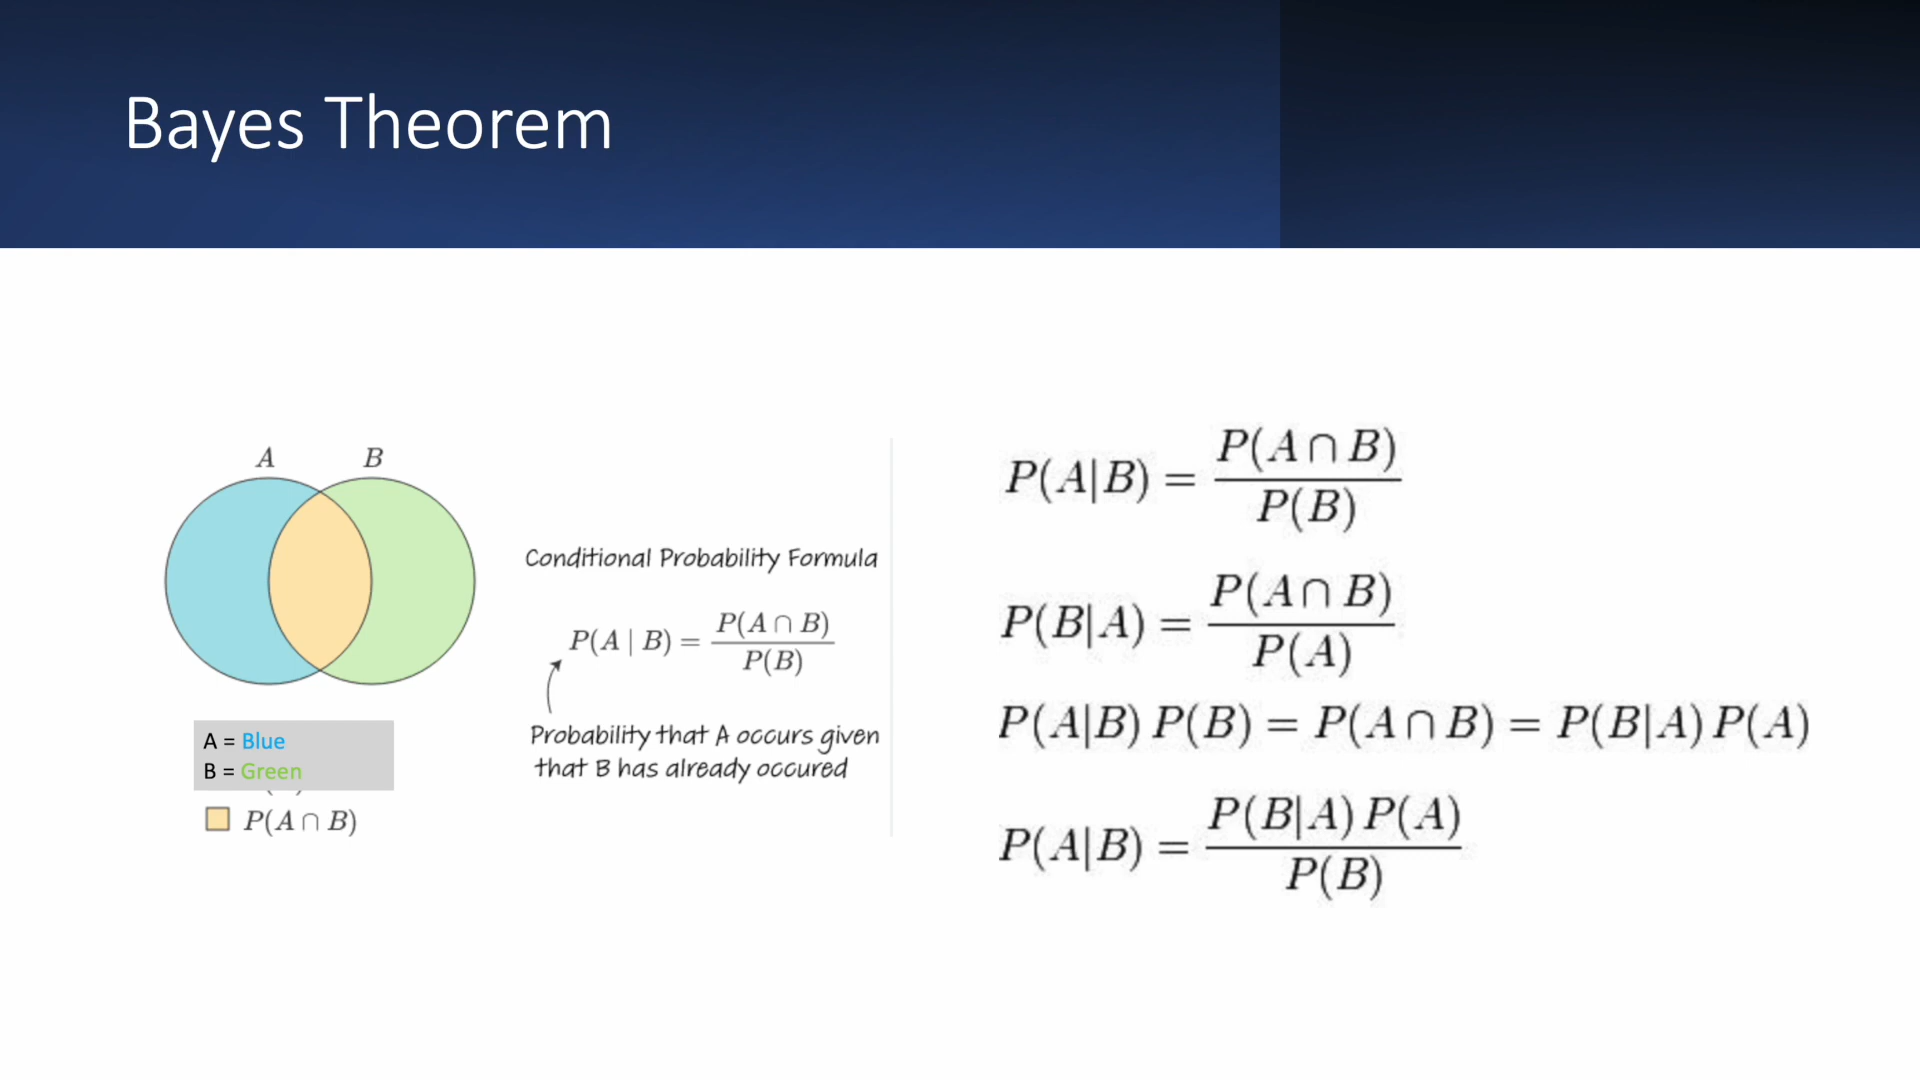 Bayes Theorem
A B
A = Blue
B = Green
P(A ∩ B)
Conditional Probability Formula
P(A | B) = P(A ∩ B) / P(B)
Probability that A occurs given
that B has already occured
P(A|B) = P(A ∩ B) / P(B)
P(B|A) = P(A ∩ B) / P(A)
P(A|B) P(B) = P(A ∩ B) = P(B|A) P(A)
P(A|B) = P(B|A) P(A) / P(B)